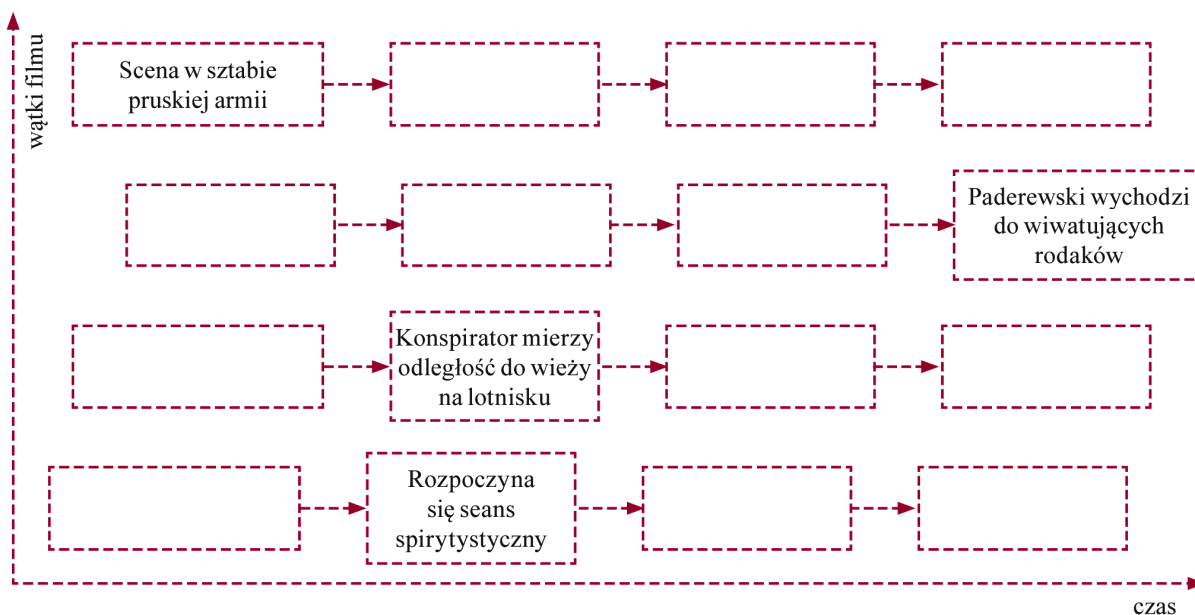 wątki filmu
Scena w sztabie
pruskiej armii
Paderewski wychodzi
do wiwatujących
rodaków
Konspirator mierzy
odległość do wieży
na lotnisku
Rozpoczyna
się seans
spirytystyczny
czas